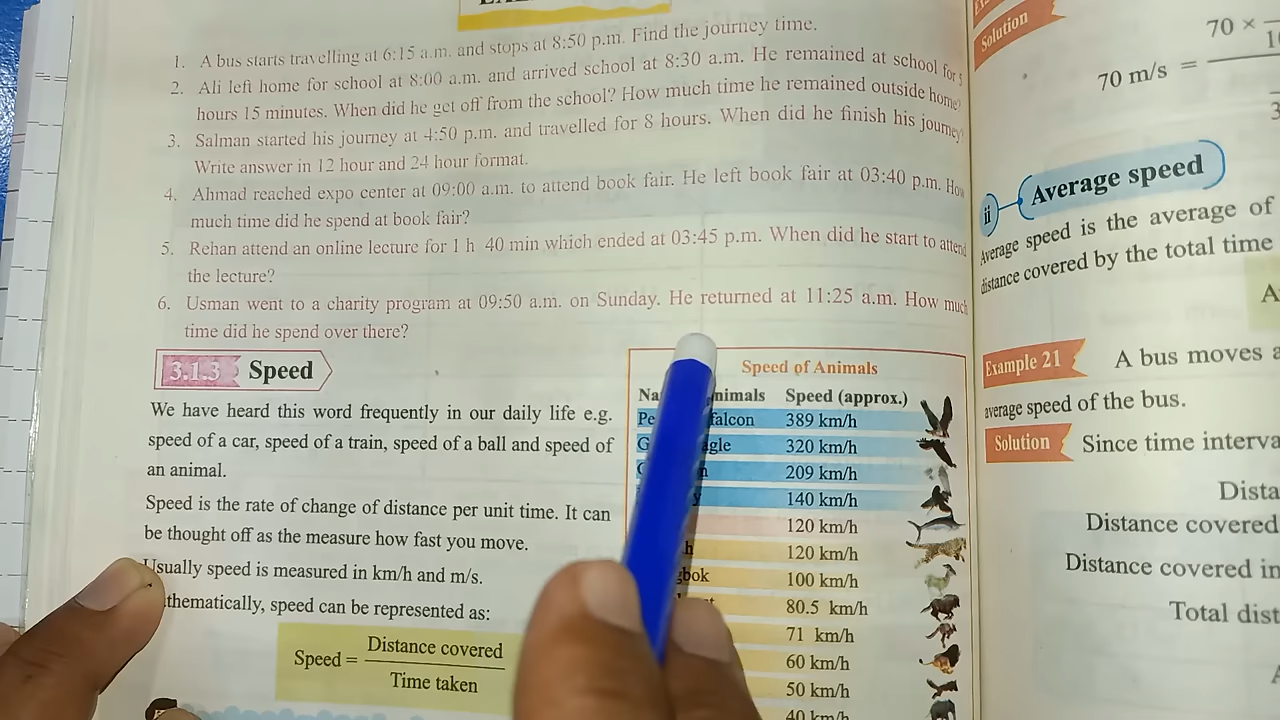 1. A bus starts travelling at 6:15 a.m. and stops at 8:50 p.m. Find the journey time.
2. Ali left home for school at 8:00 a.m. and arrived school at 8:30 a.m. He remained at school for 5
hours 15 minutes. When did he get off from the school? How much time he remained outside home?
3. Salman started his journey at 4:50 p.m. and travelled for 8 hours. When did he finish his journey?
Write answer in 12 hour and 24 hour format.
4. Ahmad reached expo center at 09:00 a.m. to attend book fair. He left book fair at 03:40 p.m. How
much time did he spend at book fair?
5. Rehan attend an online lecture for 1 h 40 min which ended at 03:45 p.m. When did he start to attend
the lecture?
6. Usman went to a charity program at 09:50 a.m. on Sunday. He returned at 11:25 a.m. How much
time did he spend over there?
3.1.3 Speed
We have heard this word frequently in our daily life e.g.
speed of a car, speed of a train, speed of a ball and speed of
an animal.
Speed is the rate of change of distance per unit time. It can
be thought off as the measure how fast you move.
Usually speed is measured in km/h and m/s.
thematically, speed can be represented as:
Speed = Distance covered
Time taken
Speed of Animals
Na nimals Speed (approx.)
Pe falcon 389 km/h
G agle 320 km/h
209 km/h
y 140 km/h
120 km/h
h 120 km/h
gbok 100 km/h
80.5 km/h
71 km/h
60 km/h
50 km/h
40 km/h
Solution
70 ×
70 m/s =
ii Average speed
Average speed is the average of
distance covered by the total time
A
Example 21 A bus moves a
average speed of the bus.
Solution Since time interva
Dista
Distance covered
Distance covered in
Total dist